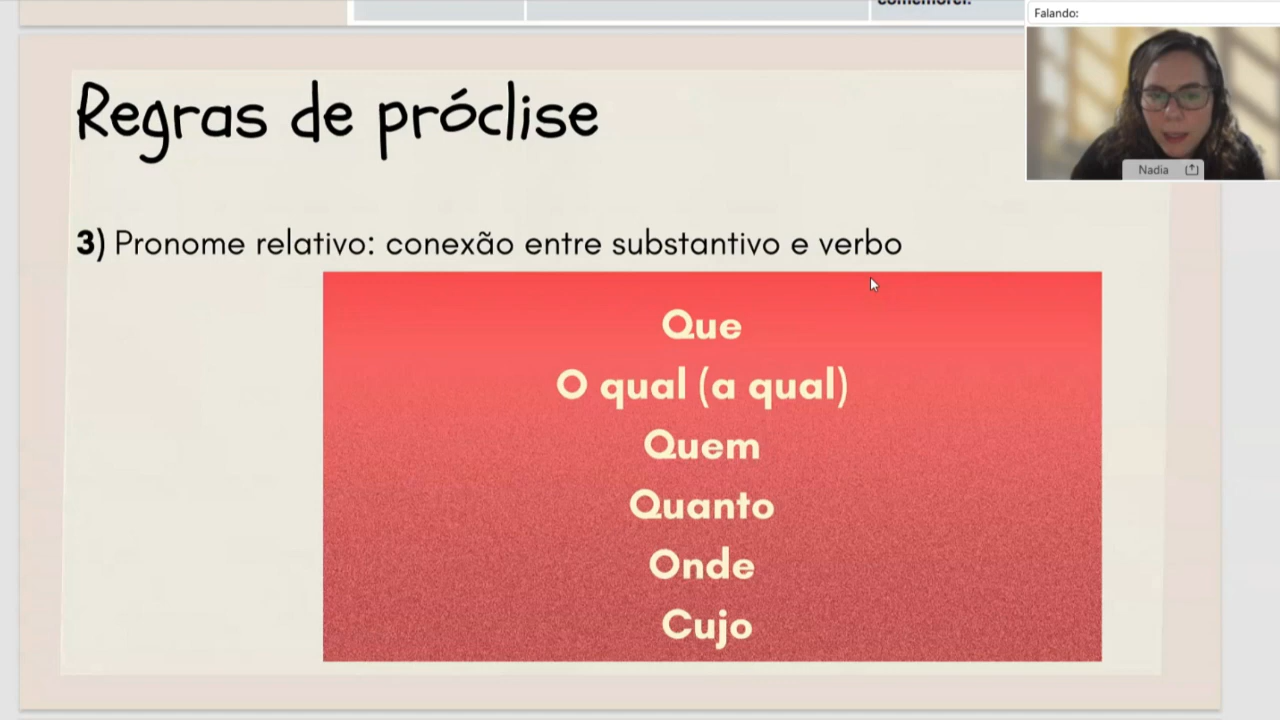 Falando:
Nadia
Regras de próclise
3) Pronome relativo: conexão entre substantivo e verbo
Que
O qual (a qual)
Quem
Quanto
Onde
Cujo